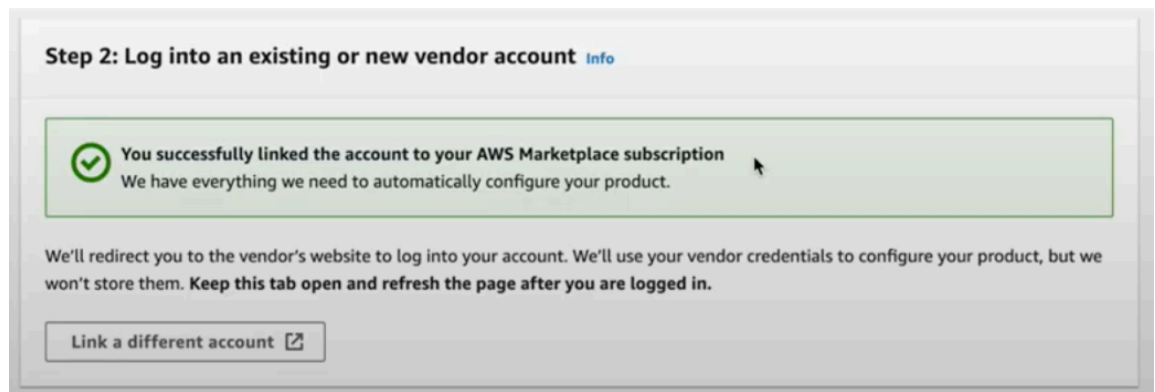 Step 2: Log into an existing or new vendor account Info
You successfully linked the account to your AWS Marketplace subscription
We have everything we need to automatically configure your product.
We'll redirect you to the vendor's website to log into your account. We'll use your vendor credentials to configure your product, but we
won't store them. Keep this tab open and refresh the page after you are logged in.
Link a different account